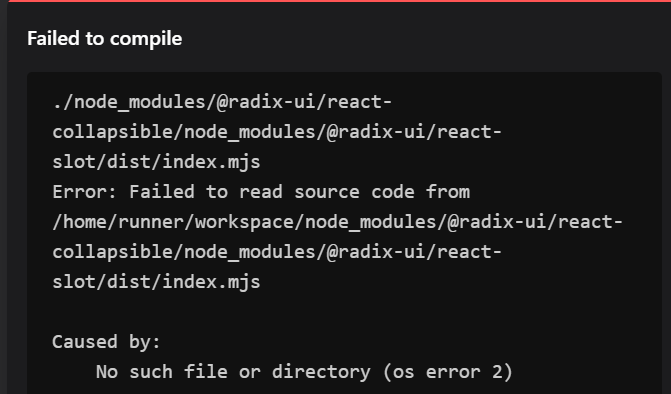 Failed to compile
./node_modules/@radix-ui/react-
collapsible/node_modules/@radix-ui/react-
slot/dist/index.mjs
Error: Failed to read source code from
/home/runner/workspace/node_modules/@radix-ui/react-
collapsible/node_modules/@radix-ui/react-
slot/dist/index.mjs

Caused by:
    No such file or directory (os error 2)